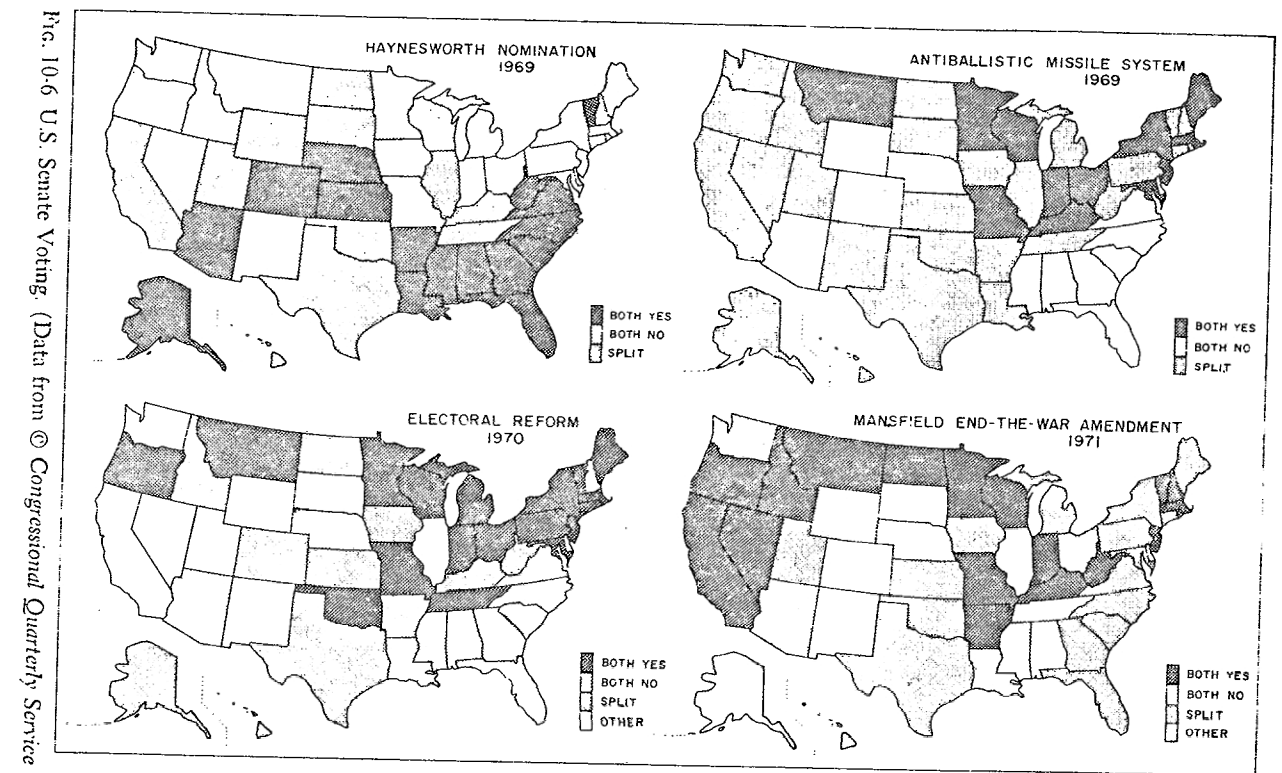 HAYNESWORTH NOMINATION
1969
BOTH YES
BOTH NO
SPLIT
ANTIBALLISTIC MISSILE SYSTEM
1969
BOTH YES
BOTH NO
SPLIT
ELECTORAL REFORM
1970
BOTH YES
BOTH NO
SPLIT
OTHER
MANSFIELD END-THE-WAR AMENDMENT
1971
BOTH YES
BOTH NO
SPLIT
OTHER
Fig. 10-6 U.S. Senate Voting. (Data from © Congressional Quarterly Service